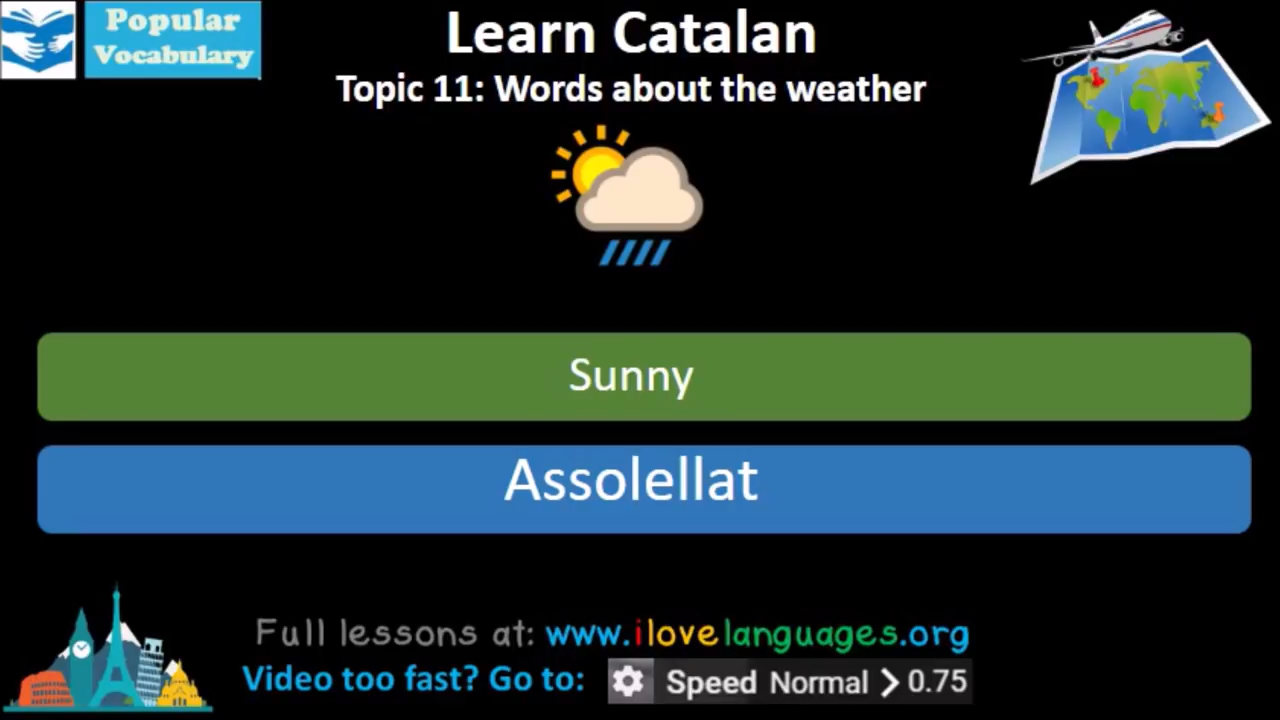 Popular
Vocabulary
Learn Catalan
Topic 11: Words about the weather
Sunny
Assolellat
Full lessons at: www.ilovelanguages.org
Video too fast? Go to: Speed Normal > 0.75